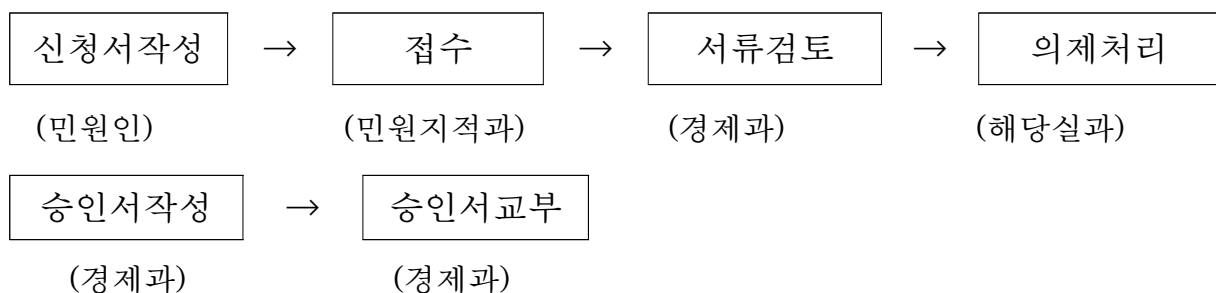 신청서작성 → 접수 → 서류검토 → 의제처리
(민원인) (민원지적과) (경제과) (해당실과)
승인서작성 → 승인서교부
(경제과) (경제과)